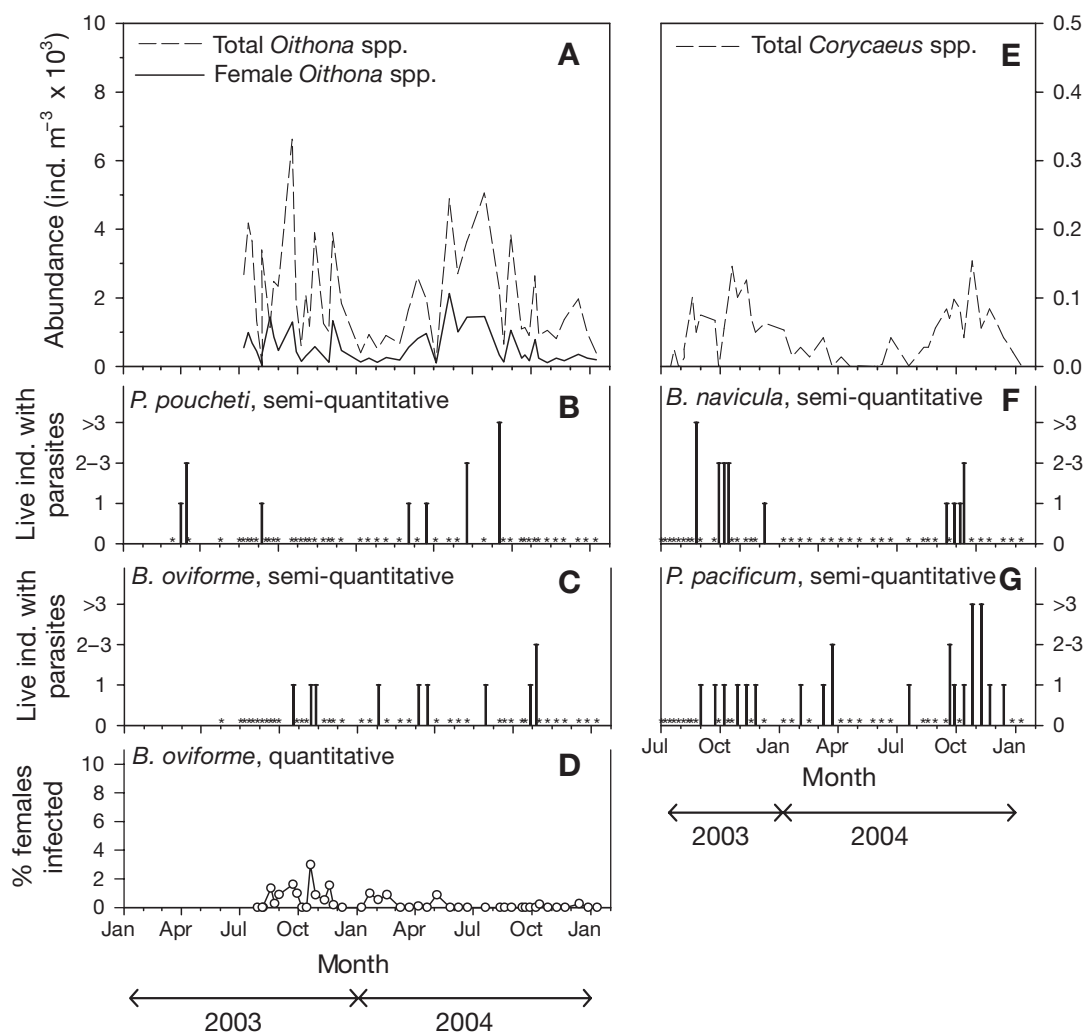 Total Oithona spp.
Female Oithona spp.
A
10
8
6
4
2
0
Abundance (ind. m⁻³ x 10³)
Total Corycaeus spp.
E
0.5
0.4
0.3
0.2
0.1
0.0
P. poucheti, semi-quantitative
B
>3
2–3
1
0
Live ind. with
parasites
B. navicula, semi-quantitative
F
>3
2–3
1
0
B. oviforme, semi-quantitative
C
>3
2–3
1
0
Live ind. with
parasites
P. pacificum, semi-quantitative
G
>3
2-3
1
0
Jul Oct Jan Apr Jul Oct Jan
Month
2003 2004
B. oviforme, quantitative
D
10
8
6
4
2
0
% females
infected
Jan Apr Jul Oct Jan Apr Jul Oct Jan
Month
2003 2004